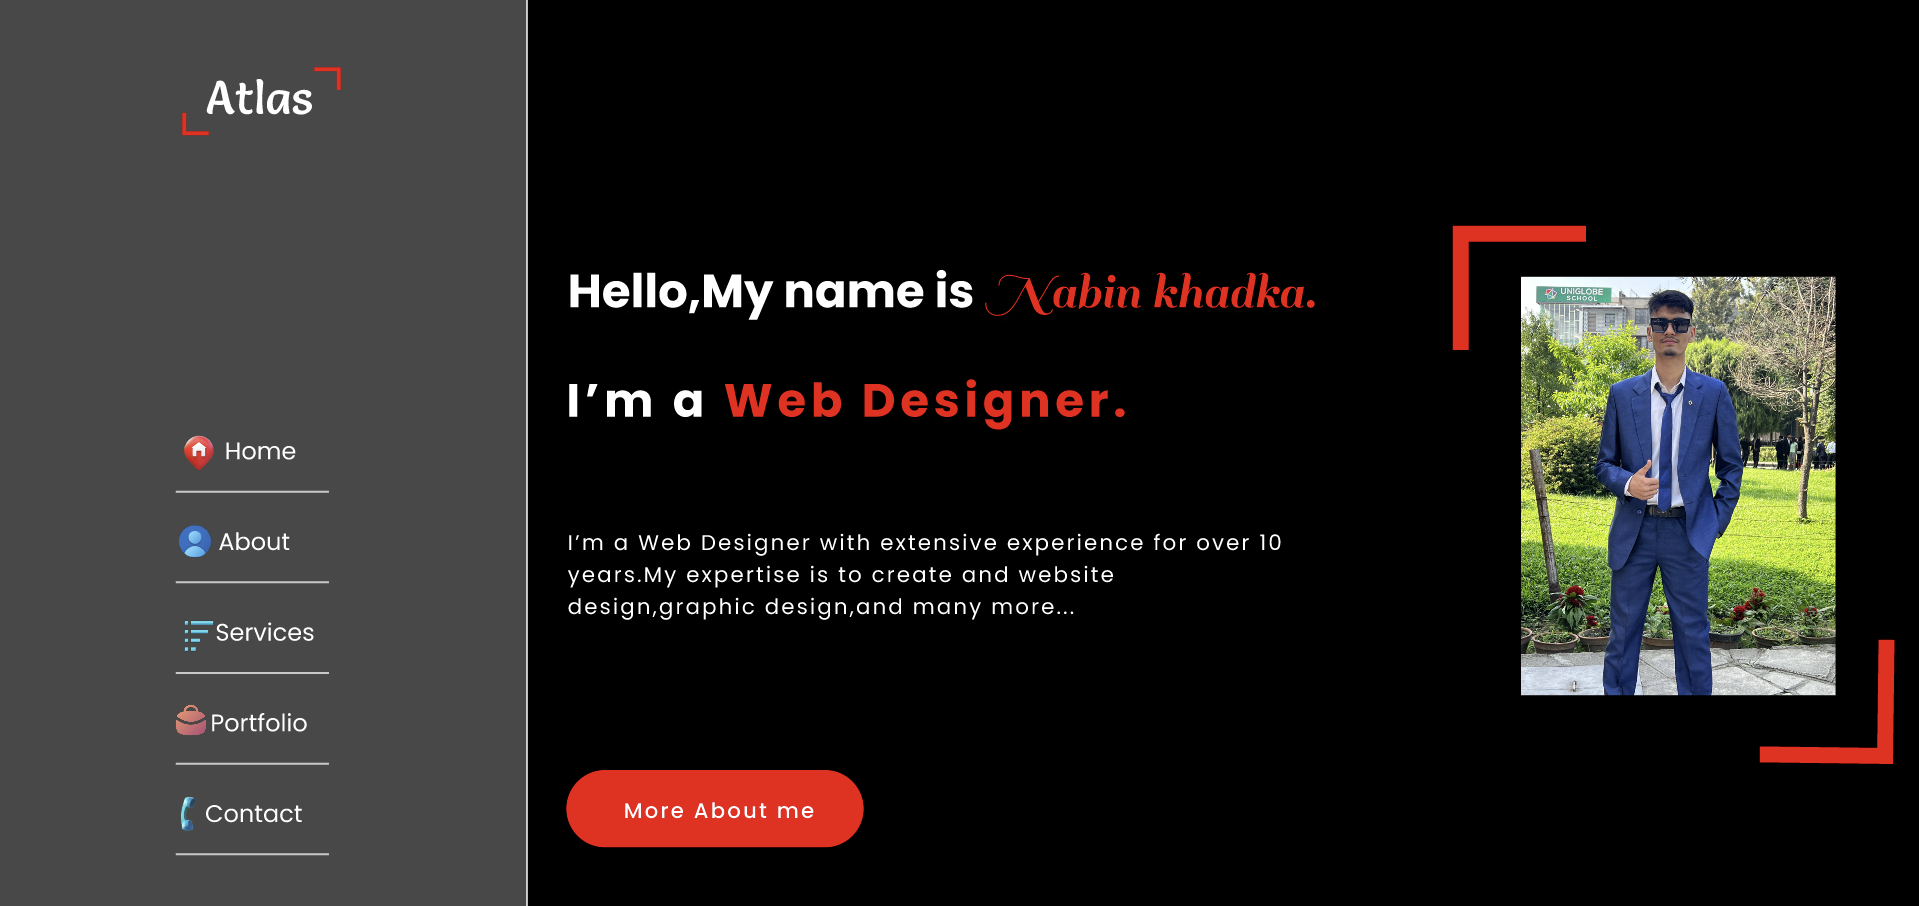 Atlas
Home
About
Services
Portfolio
Contact
Hello,My name is Nabin khadka.
I’m a Web Designer.
I’m a Web Designer with extensive experience for over 10
years.My expertise is to create and website
design,graphic design,and many more...
More About me
UNIGLOBE
SCHOOL